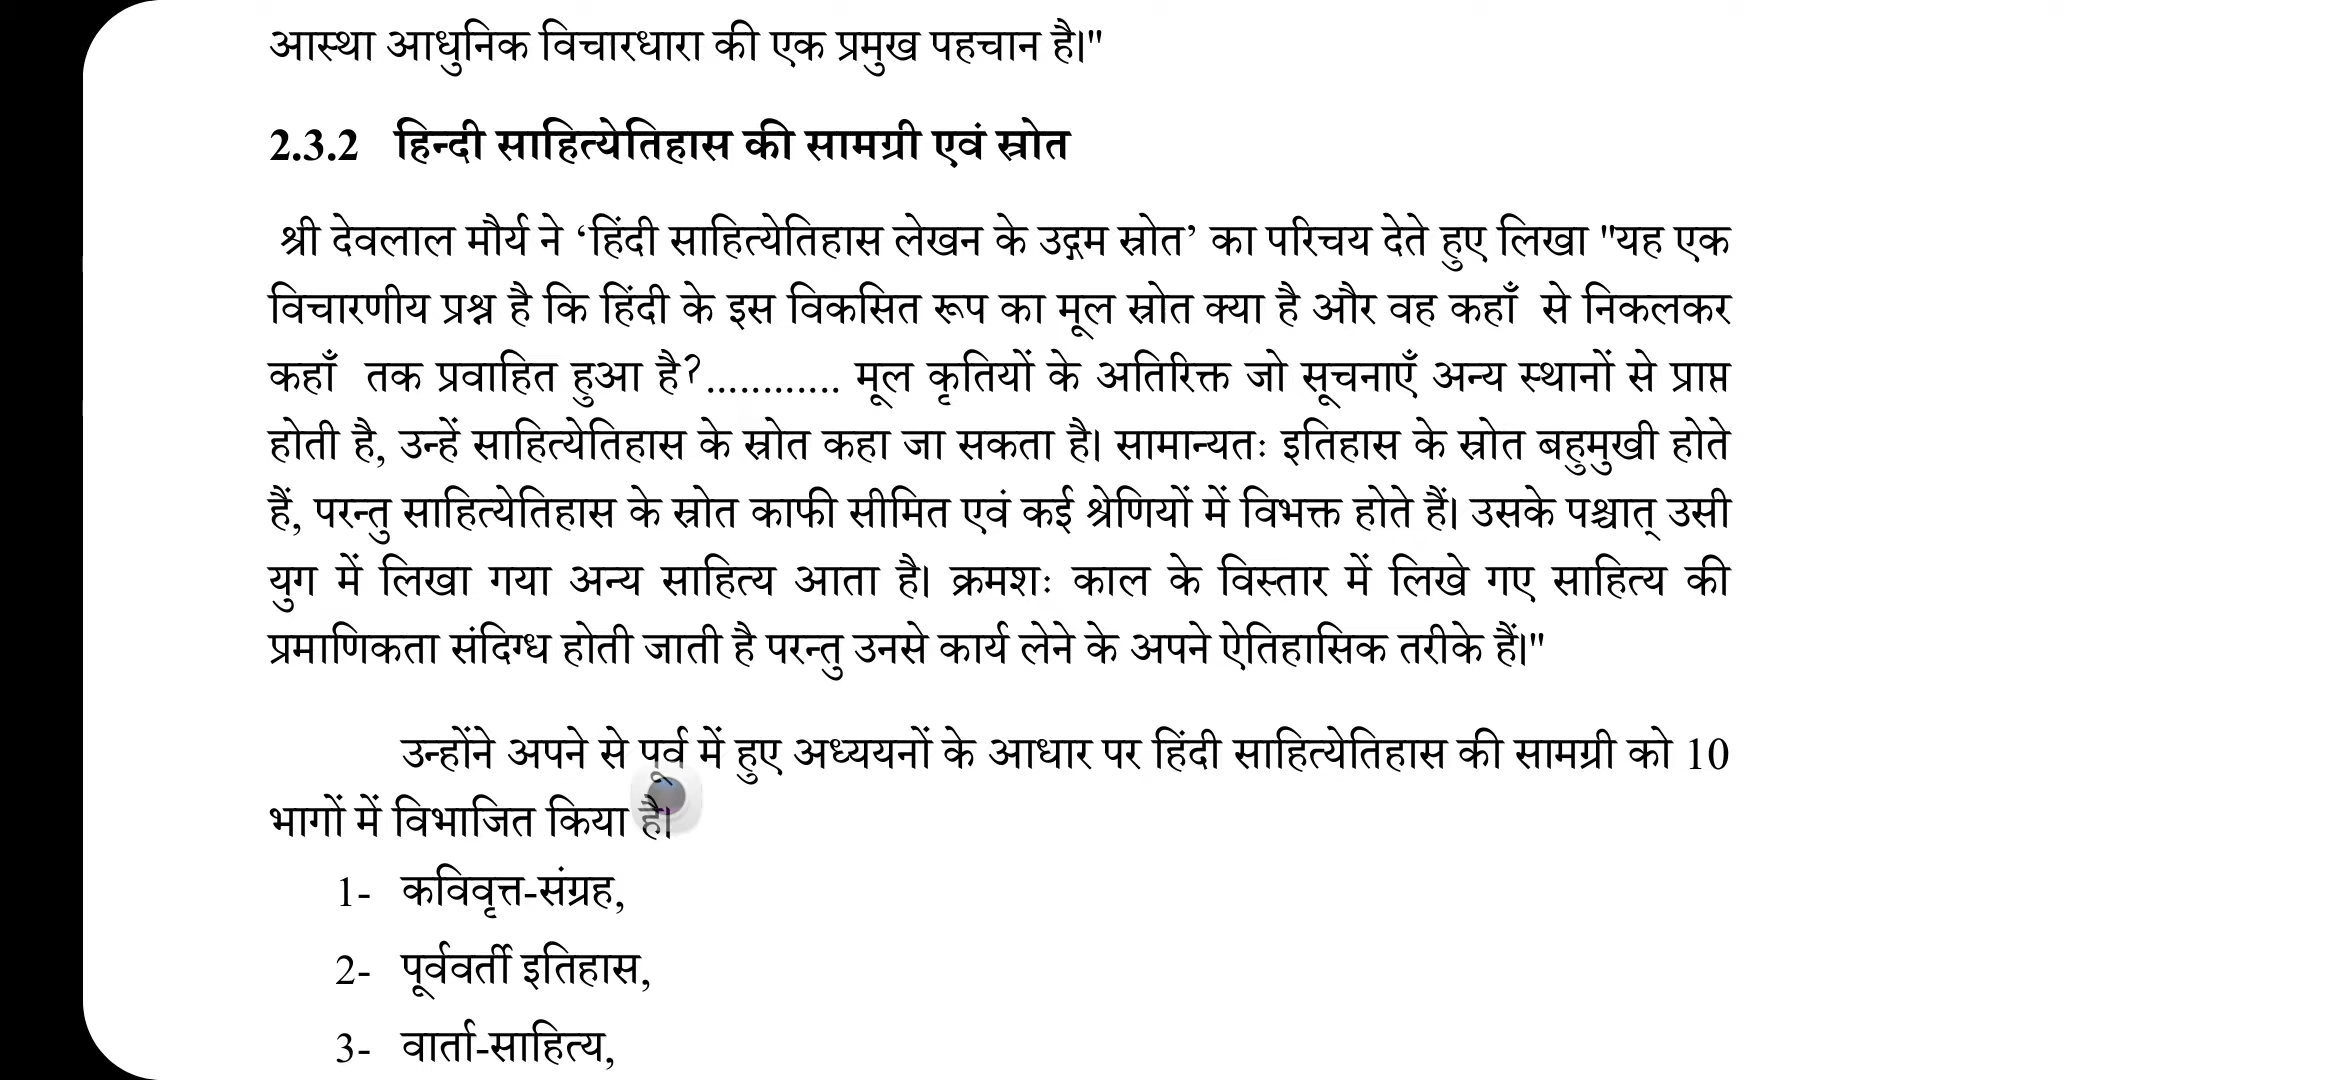 आस्था आधुनिक विचारधारा की एक प्रमुख पहचान है।"
2.3.2 हिन्दी साहित्येतिहास की सामग्री एवं स्रोत
श्री देवलाल मौर्य ने ‘हिंदी साहित्येतिहास लेखन के उद्गम स्रोत’ का परिचय देते हुए लिखा "यह एक
विचारणीय प्रश्न है कि हिंदी के इस विकसित रूप का मूल स्रोत क्या है और वह कहाँ से निकलकर
कहाँ तक प्रवाहित हुआ है?............ मूल कृतियों के अतिरिक्त जो सूचनाएँ अन्य स्थानों से प्राप्त
होती है, उन्हें साहित्येतिहास के स्रोत कहा जा सकता है। सामान्यतः इतिहास के स्रोत बहुमुखी होते
हैं, परन्तु साहित्येतिहास के स्रोत काफी सीमित एवं कई श्रेणियों में विभक्त होते हैं। उसके पश्चात् उसी
युग में लिखा गया अन्य साहित्य आता है। क्रमशः काल के विस्तार में लिखे गए साहित्य की
प्रमाणिकता संदिग्ध होती जाती है परन्तु उनसे कार्य लेने के अपने ऐतिहासिक तरीके हैं।"
उन्होंने अपने से पूर्व में हुए अध्ययनों के आधार पर हिंदी साहित्येतिहास की सामग्री को 10
भागों में विभाजित किया है।
1- कविवृत्त-संग्रह,
2- पूर्ववर्ती इतिहास,
3- वार्ता-साहित्य,